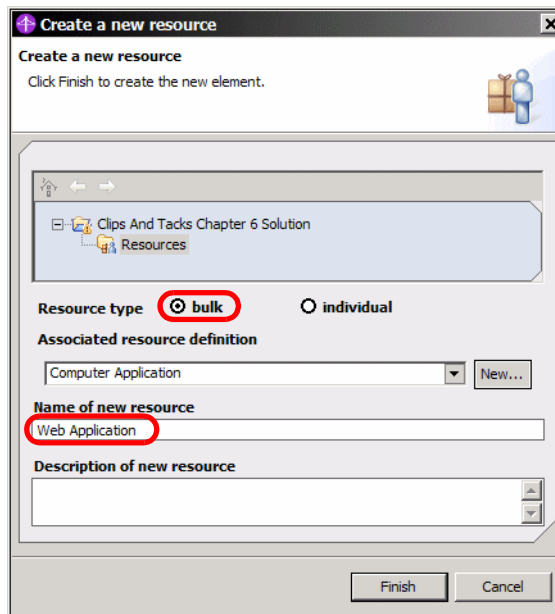 Create a new resource
Create a new resource
Click Finish to create the new element.
Clips And Tacks Chapter 6 Solution
Resources
Resource type bulk individual
Associated resource definition
Computer Application New...
Name of new resource
Web Application
Description of new resource
Finish Cancel